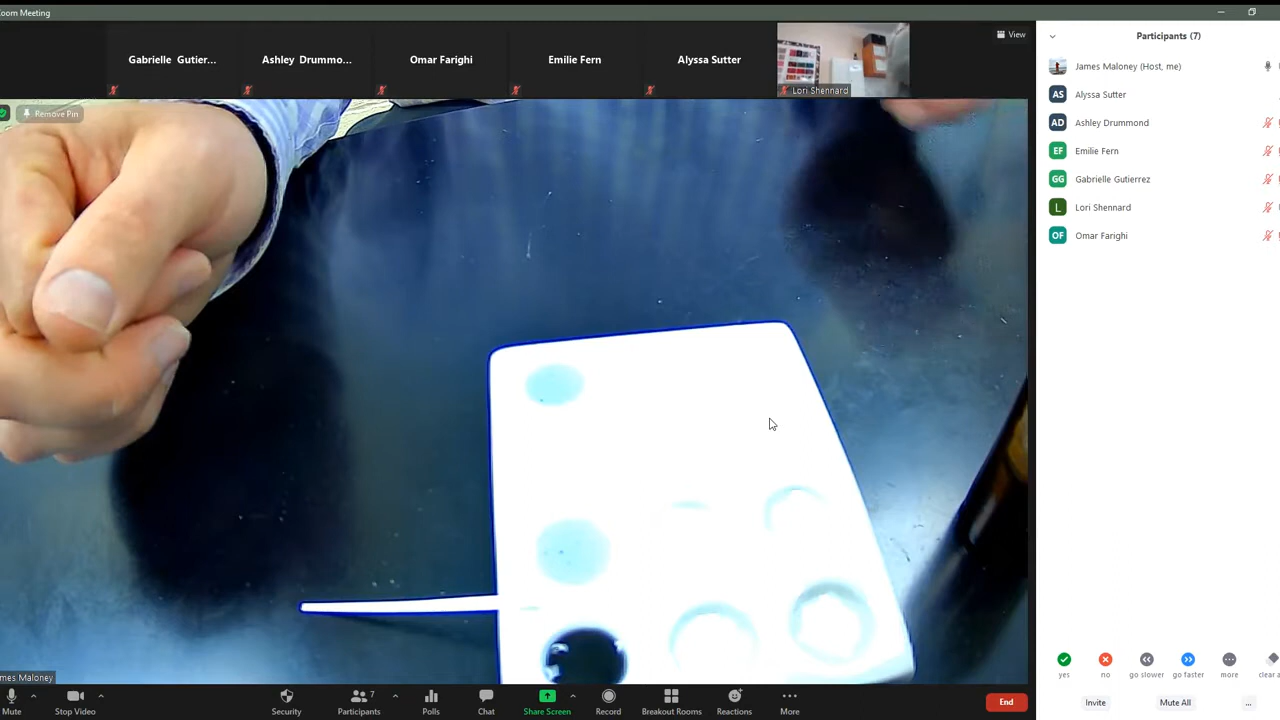 oom Meeting
View
Gabrielle Gutier...
Ashley Drummo...
Omar Farighi
Emilie Fern
Alyssa Sutter
Lori Shennard
Remove Pin
mes Maloney
Participants (7)
James Maloney (Host, me)
AS Alyssa Sutter
AD Ashley Drummond
EF Emilie Fern
GG Gabrielle Gutierrez
L Lori Shennard
OF Omar Farighi
yes no go slower go faster more clear a
Invite Mute All ...
Mute Stop Video Security Participants 7 Polls Chat Share Screen Record Breakout Rooms Reactions More End